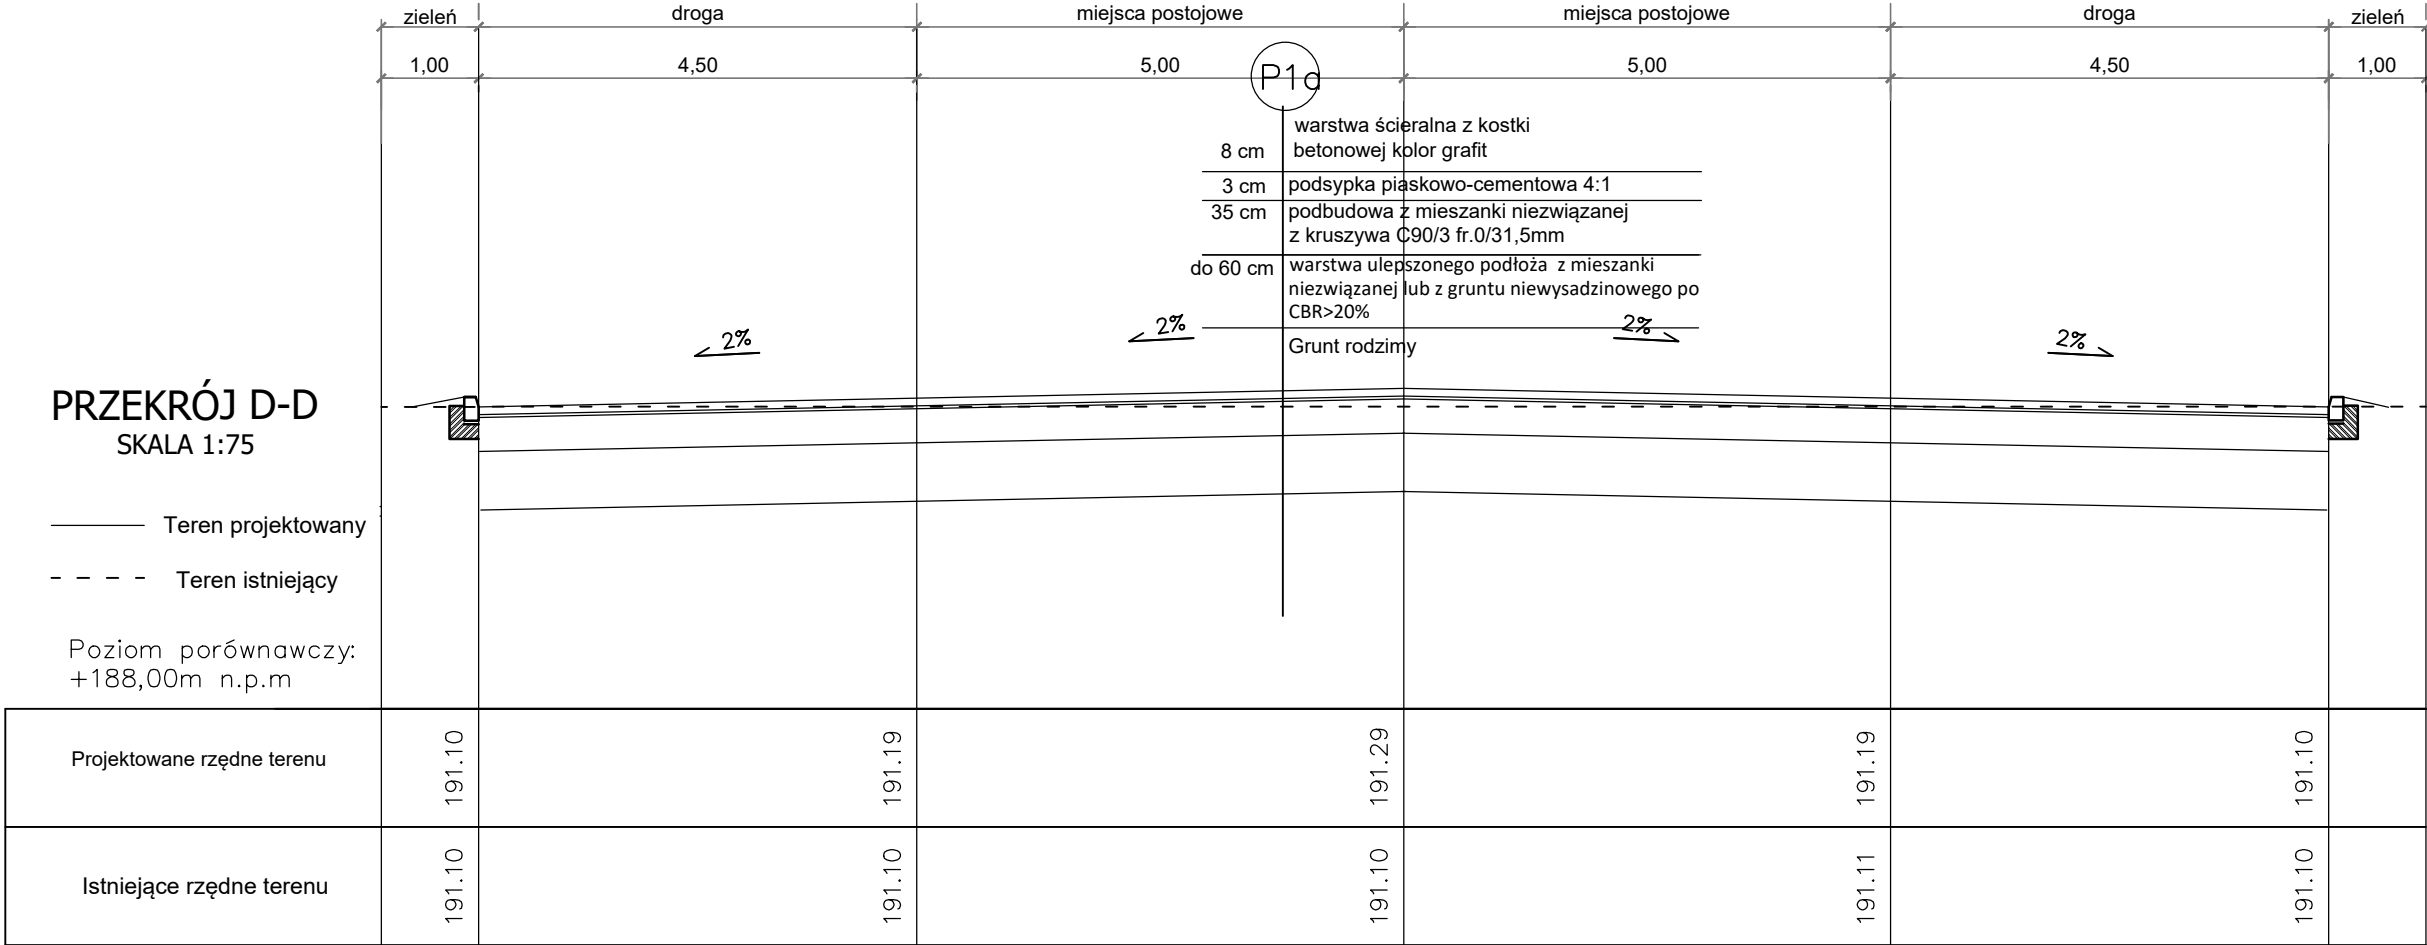 zieleń droga miejsca postojowe miejsca postojowe droga zieleń
1,00 4,50 5,00 5,00 4,50 1,00
P1d
warstwa ścieralna z kostki
8 cm betonowej kolor grafit
3 cm podsypka piaskowo-cementowa 4:1
35 cm podbudowa z mieszanki niezwiązanej
z kruszywa C90/3 fr.0/31,5mm
do 60 cm warstwa ulepszonego podłoża z mieszanki
niezwiązanej lub z gruntu niewysadzinowego po
CBR>20%
2% 2% 2% 2%
Grunt rodzimy
PRZEKRÓJ D-D
SKALA 1:75
Teren projektowany
Teren istniejący
Poziom porównawczy:
+188,00m n.p.m
Projektowane rzędne terenu 191.10 191.19 191.29 191.19 191.10
Istniejące rzędne terenu 191.10 191.10 191.10 191.11 191.10